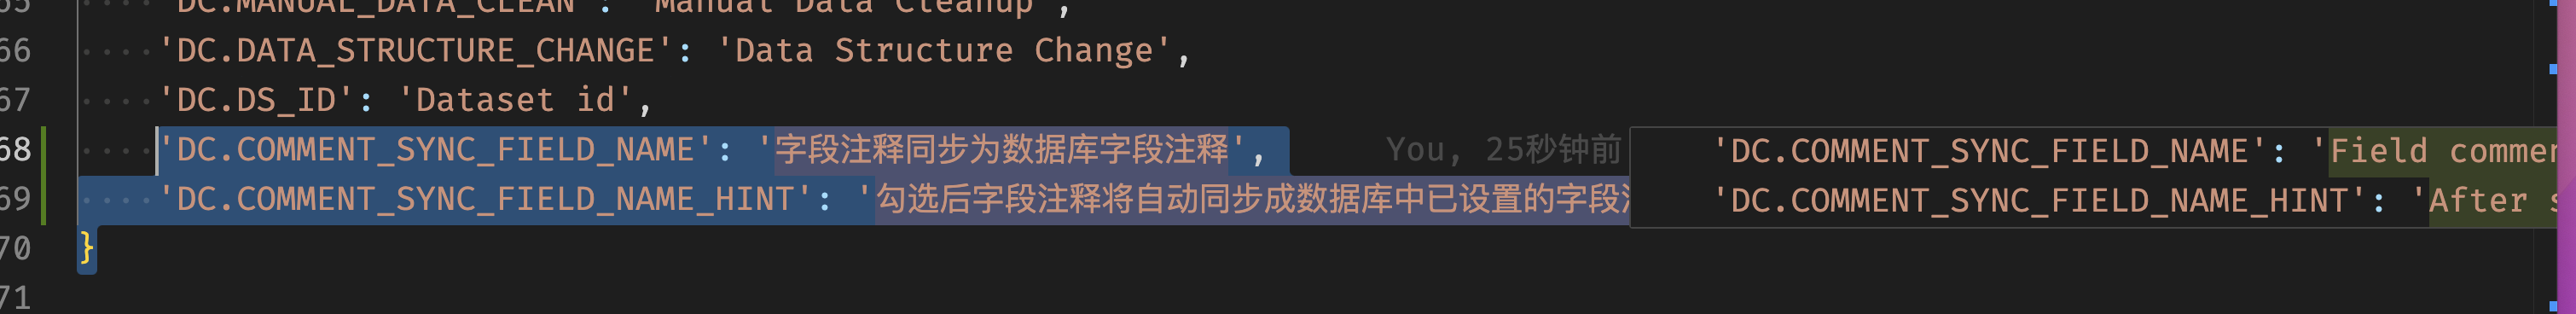 65 'DC.MANUAL_DATA_CLEAN': 'Manual Data Cleanup',
66 'DC.DATA_STRUCTURE_CHANGE': 'Data Structure Change',
67 'DC.DS_ID': 'Dataset id',
68 'DC.COMMENT_SYNC_FIELD_NAME': '字段注释同步为数据库字段注释', You, 25秒钟前 'DC.COMMENT_SYNC_FIELD_NAME': 'Field commen
69 'DC.COMMENT_SYNC_FIELD_NAME_HINT': '勾选后字段注释将自动同步成数据库中已设置的字段 'DC.COMMENT_SYNC_FIELD_NAME_HINT': 'After s
70 }
71